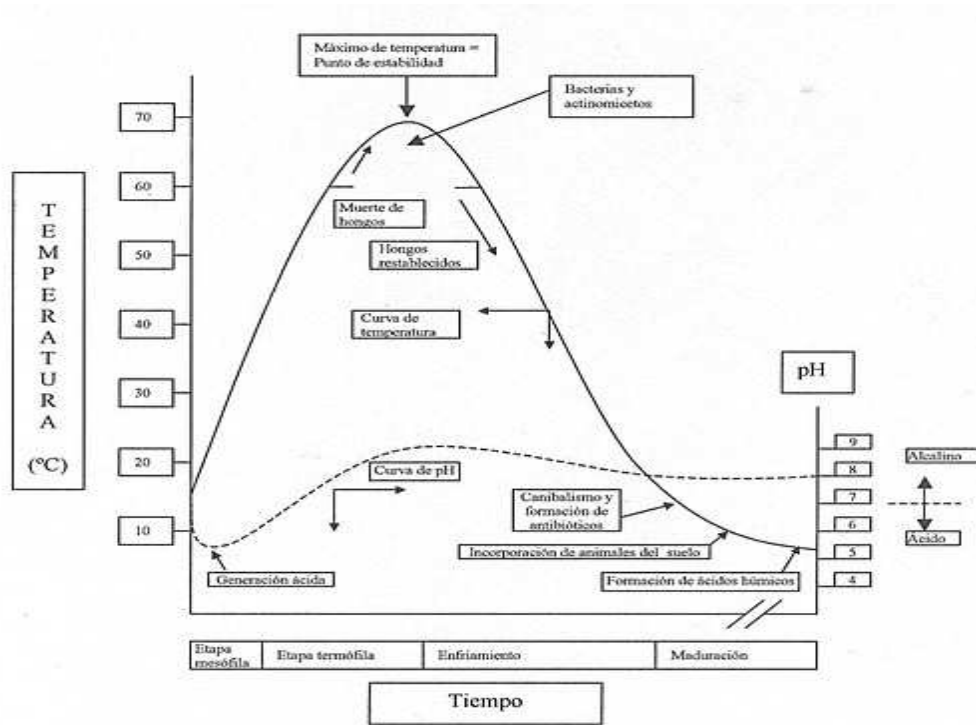 Máximo de temperatura =
Punto de estabilidad
Bacterias y
actinomicetos
70
60
50
40
30
20
10
TEMPERATURA
(ºC)
Muerte de
hongos
Hongos
restablecidos
Curva de
temperatura
pH
9
8
7
6
5
4
Alcalino
Acido
Curva de pH
Canibalismo y
formación de
antibióticos
Incorporación de animales del suelo
Generación ácida
Formación de ácidos húmicos
Etapa
mesófila
Etapa termófila
Enfriamiento
Maduración
Tiempo